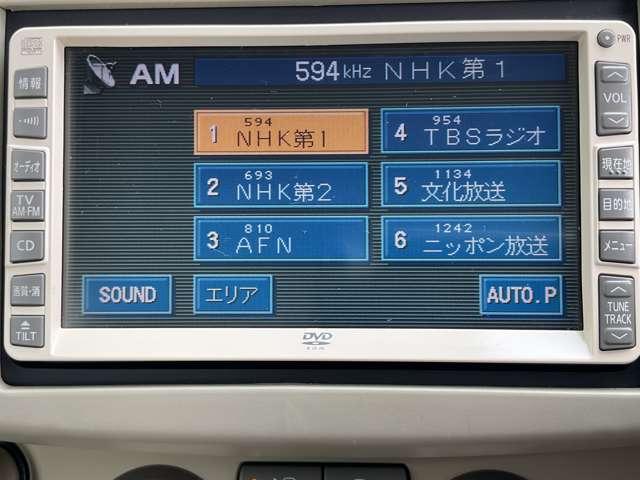 AM
594kHz NHK第1
1 594 NHK第1
4 954 TBSラジオ
2 693 NHK第2
5 1134 文化放送
3 810 AFN
6 1242 ニッポン放送
SOUND
エリア
AUTO.P
情報
オーディオ
TV
AM･FM
CD
画質･消
TILT
DVD
PWR
VOL
現在地
目的地
メニュー
TUNE
TRACK